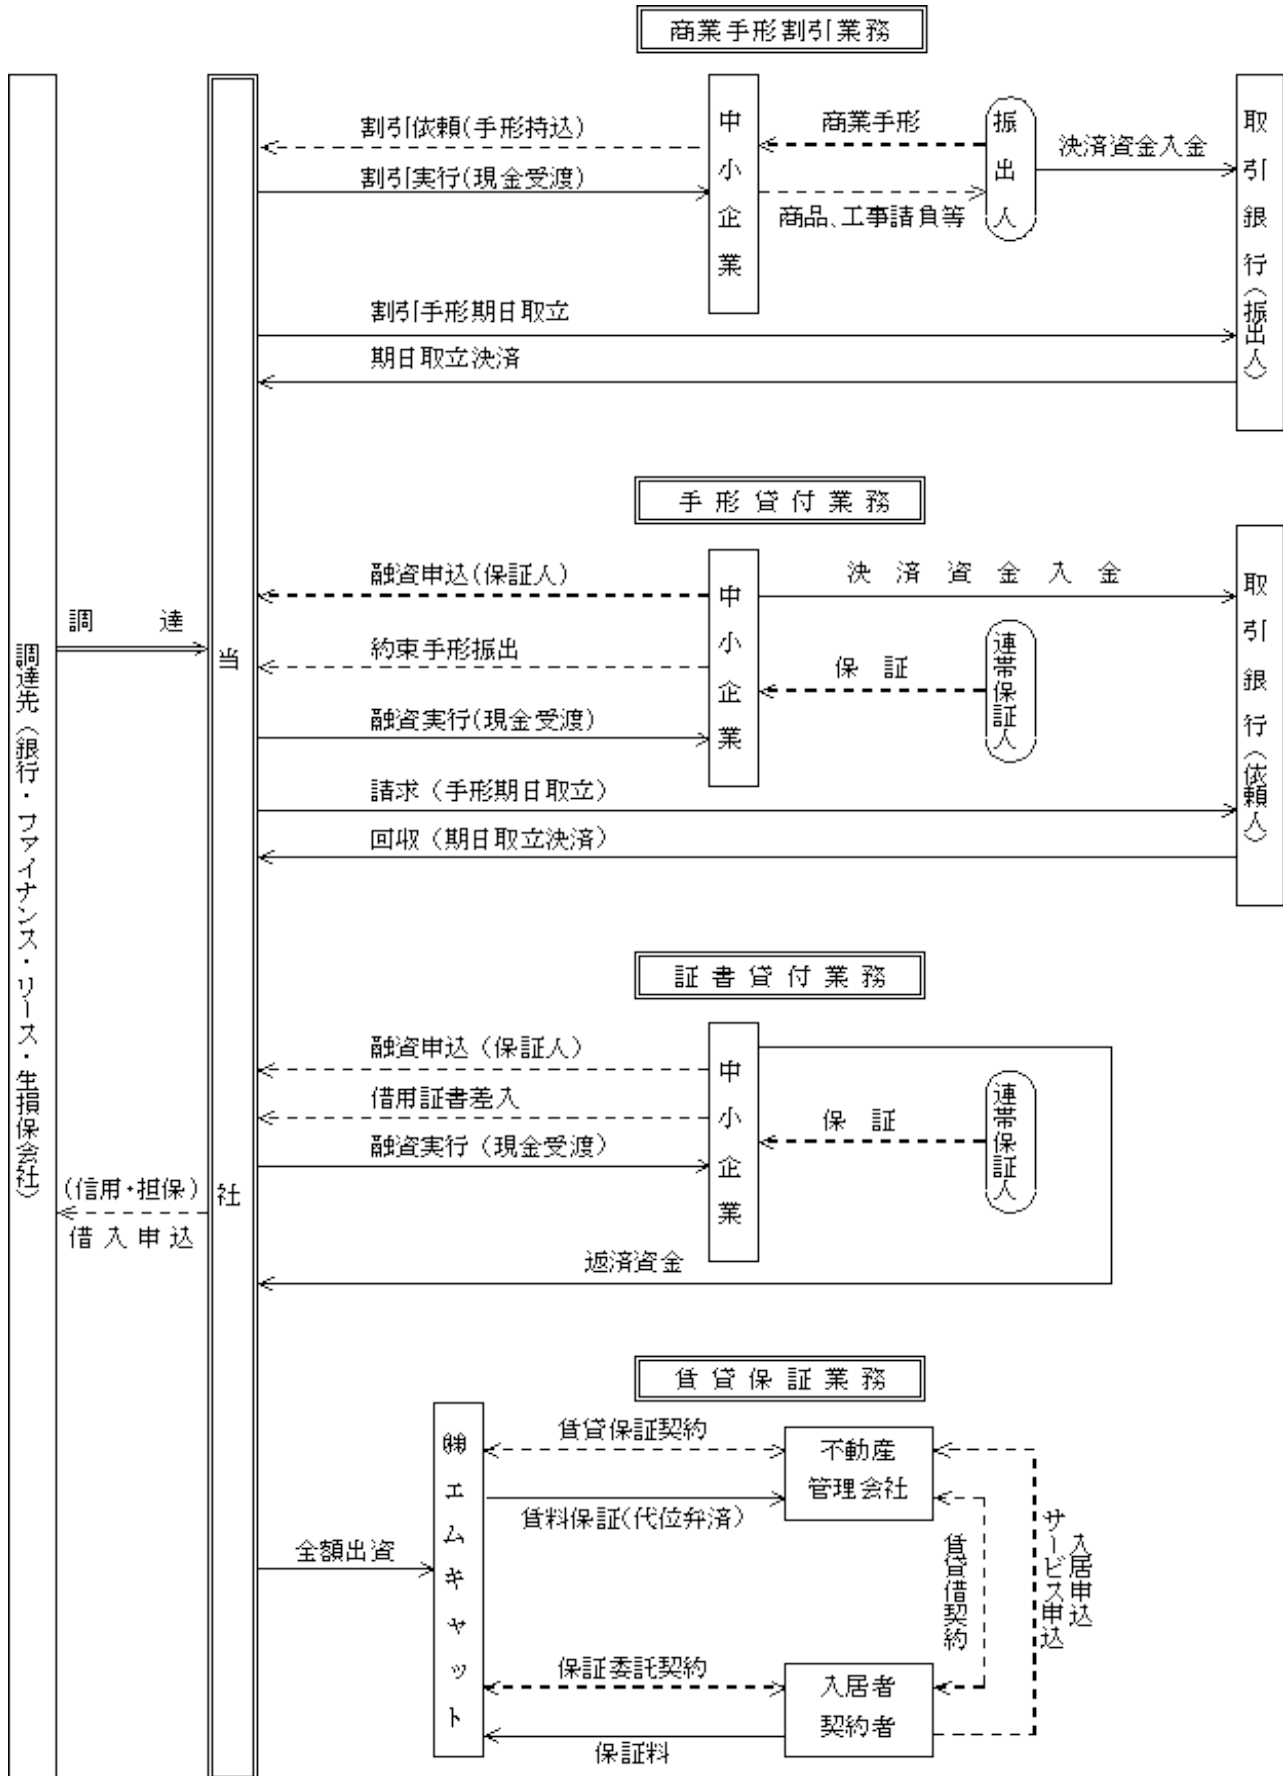 商業手形割引業務
調達先（銀行・ファイナンス・リース・生損保会社）
調達
(信用・担保)
借入申込
当社
割引依頼(手形持込)
割引実行(現金受渡)
中小企業
商業手形
商品、工事請負等
振出人
決済資金入金
取引銀行（振出人）
割引手形期日取立
期日取立決済
手形貸付業務
融資申込(保証人)
約束手形振出
融資実行(現金受渡)
中小企業
決済資金入金
保証
連帯保証人
取引銀行（依頼人）
請求（手形期日取立）
回収（期日取立決済）
証書貸付業務
融資申込（保証人）
借用証書差入
融資実行（現金受渡）
中小企業
保証
連帯保証人
返済資金
賃貸保証業務
全額出資
㈱エムキャット
賃貸保証契約
賃料保証(代位弁済)
不動産
管理会社
賃貸借契約
入居申込
サービス申込
保証委託契約
保証料
入居者
契約者